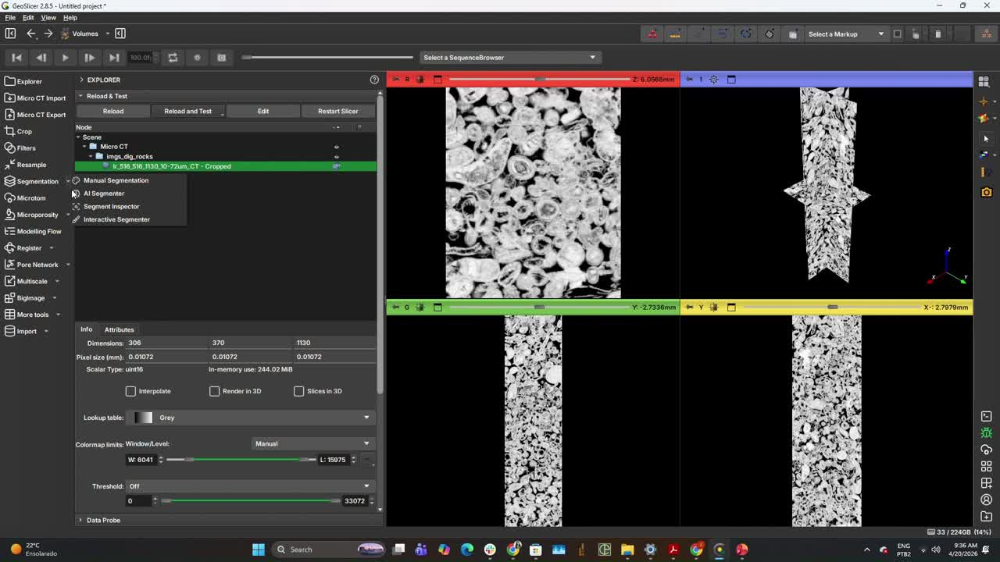 GeoSlicer 2.8.5 - Untitled project *
File Edit View Help
Volumes
Select a Markup
100.0fps
Select a SequenceBrowser
Explorer
Micro CT Import
Micro CT Export
Crop
Filters
Resample
Segmentation
Microtom
Microporosity
Modelling Flow
Register
Pore Network
Multiscale
BigImage
More tools
Import
EXPLORER
Reload & Test
Reload
Reload and Test
Edit
Restart Slicer
Node
Scene
Micro CT
imgs_dig_rocks
lr_516_516_1130_10-72um_CT - Cropped
Manual Segmentation
AI Segmenter
Segment Inspector
Interactive Segmenter
Info
Attributes
Dimensions: 306 370 1130
Pixel size (mm): 0.01072 0.01072 0.01072
Scalar Type: uint16 In-memory use: 244.02 MiB
Interpolate
Render in 3D
Slices in 3D
Lookup table: Grey
Colormap limits: Window/Level: Manual
W: 6041
L: 15975
Threshold: Off
0
33072
Data Probe
R
Z: 6.0568mm
1
Z
X
Y
G
Y: -2.7336mm
Y
X-: 2.7979mm
33 / 224GB (14%)
22°C
Ensolarado
Search
ENG
PTB2
9:36 AM
4/20/2026